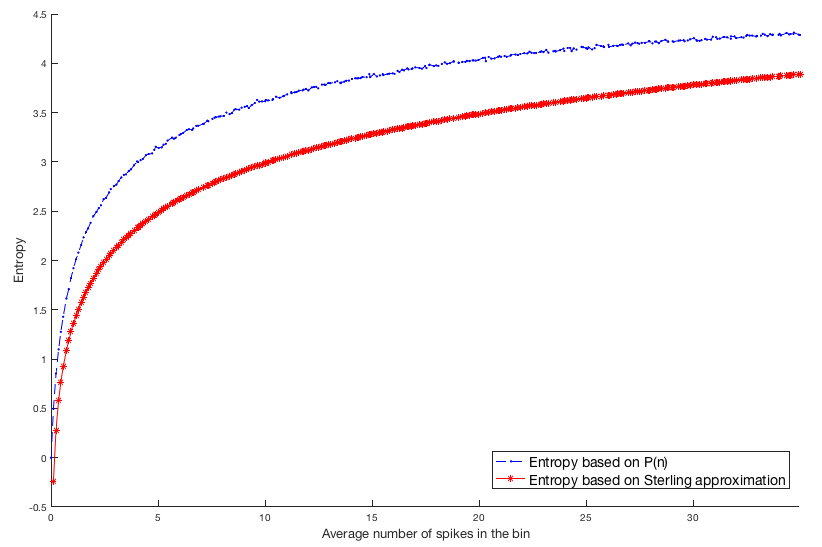 4.5
4
3.5
3
2.5
2
1.5
1
0.5
0
-0.5
Entropy
0 5 10 15 20 25 30
Average number of spikes in the bin
Entropy based on P(n)
Entropy based on Sterling approximation